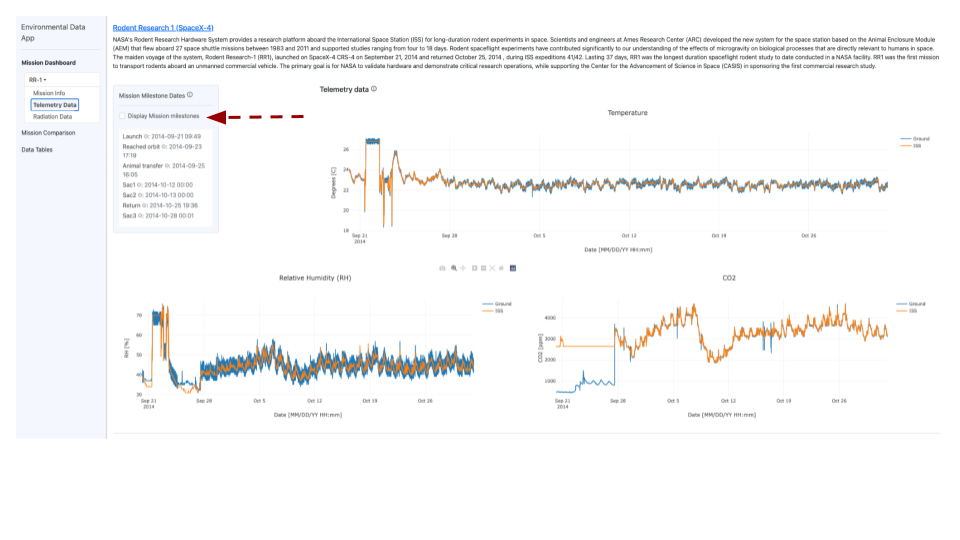 Environmental Data
App
Mission Dashboard
RR-1
Mission Info
Telemetry Data
Radiation Data
Mission Comparison
Data Tables
Rodent Research 1 (SpaceX-4)
NASA's Rodent Research Hardware System provides a research platform aboard the International Space Station (ISS) for long-duration rodent experiments in space. Scientists and engineers at Ames Research Center (ARC) developed the new system for the space station based on the Animal Enclosure Module
(AEM) that flew aboard 27 space shuttle missions between 1983 and 2011 and supported studies ranging from four to 18 days. Rodent spaceflight experiments have contributed significantly to our understanding of the effects of microgravity on biological processes that are directly relevant to humans in space.
The maiden voyage of the system, Rodent Research-1 (RR1), launched on SpaceX-4 CRS-4 on September 21, 2014 and returned October 25, 2014 , during ISS expeditions 41/42. Lasting 37 days, RR1 was the longest duration spaceflight rodent study to date conducted in a NASA facility. RR1 was the first mission
to transport rodents aboard an unmanned commercial vehicle. The primary goal is for NASA to validate hardware and demonstrate critical research operations, while supporting the Center for the Advancement of Science in Space (CASIS) in sponsoring the first commercial research study.
Mission Milestone Dates
Display Mission milestones
Launch : 2014-09-21 09:49
Reached orbit : 2014-09-23
17:19
Animal transfer : 2014-09-25
16:05
Sac1 : 2014-10-12 00:00
Sac2 : 2014-10-13 00:00
Return : 2014-10-25 19:36
Sac3 : 2014-10-28 00:01
Telemetry data
Temperature
Ground
ISS
Degrees [C]
26
24
22
20
18
Sep 21
2014
Sep 28
Oct 5
Oct 12
Oct 19
Oct 26
Date [MM/DD/YY HH:mm]
Relative Humidity (RH)
Ground
ISS
RH [%]
70
60
50
40
30
Sep 21
2014
Sep 28
Oct 5
Oct 12
Oct 19
Oct 26
Date [MM/DD/YY HH:mm]
CO2
Ground
ISS
CO2 [ppm]
4000
3000
2000
1000
Sep 21
2014
Sep 28
Oct 5
Oct 12
Oct 19
Oct 26
Date [MM/DD/YY HH:mm]